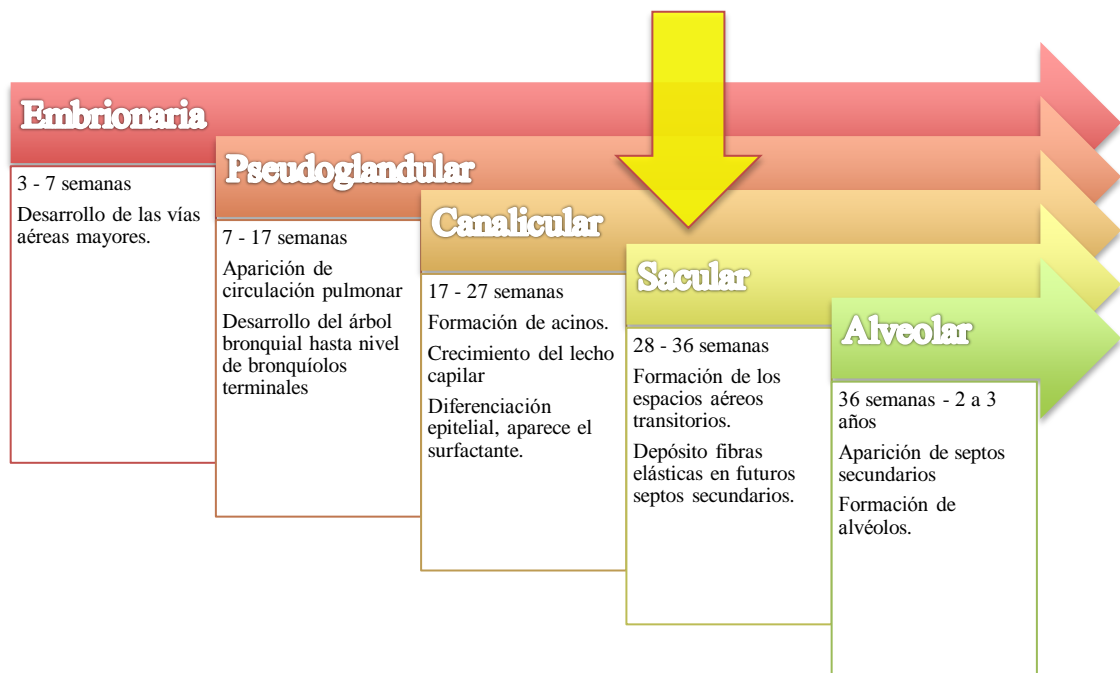 Embrionaria
3 - 7 semanas
Desarrollo de las vías
aéreas mayores.
Pseudoglandular
7 - 17 semanas
Aparición de
circulación pulmonar
Desarrollo del árbol
bronquial hasta nivel
de bronquíolos
terminales
Canalicular
17 - 27 semanas
Formación de acinos.
Crecimiento del lecho
capilar
Diferenciación
epitelial, aparece el
surfactante.
Sacular
28 - 36 semanas
Formación de los
espacios aéreos
transitorios.
Depósito fibras
elásticas en futuros
septos secundarios.
Alveolar
36 semanas - 2 a 3
años
Aparición de septos
secundarios
Formación de
alvéolos.